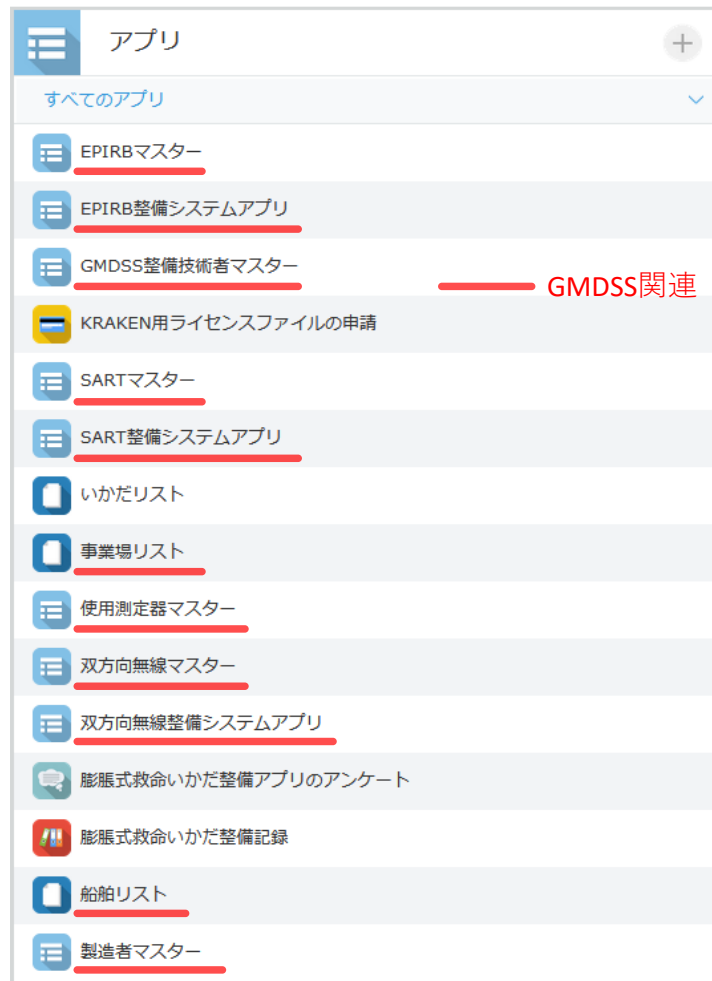 アプリ
すべてのアプリ
EPIRBマスター
EPIRB整備システムアプリ
GMDSS整備技術者マスター
GMDSS関連
KRAKEN用ライセンスファイルの申請
SARTマスター
SART整備システムアプリ
いかだリスト
事業場リスト
使用測定器マスター
双方向無線マスター
双方向無線整備システムアプリ
膨脹式救命いかだ整備アプリのアンケート
膨脹式救命いかだ整備記録
船舶リスト
製造者マスター